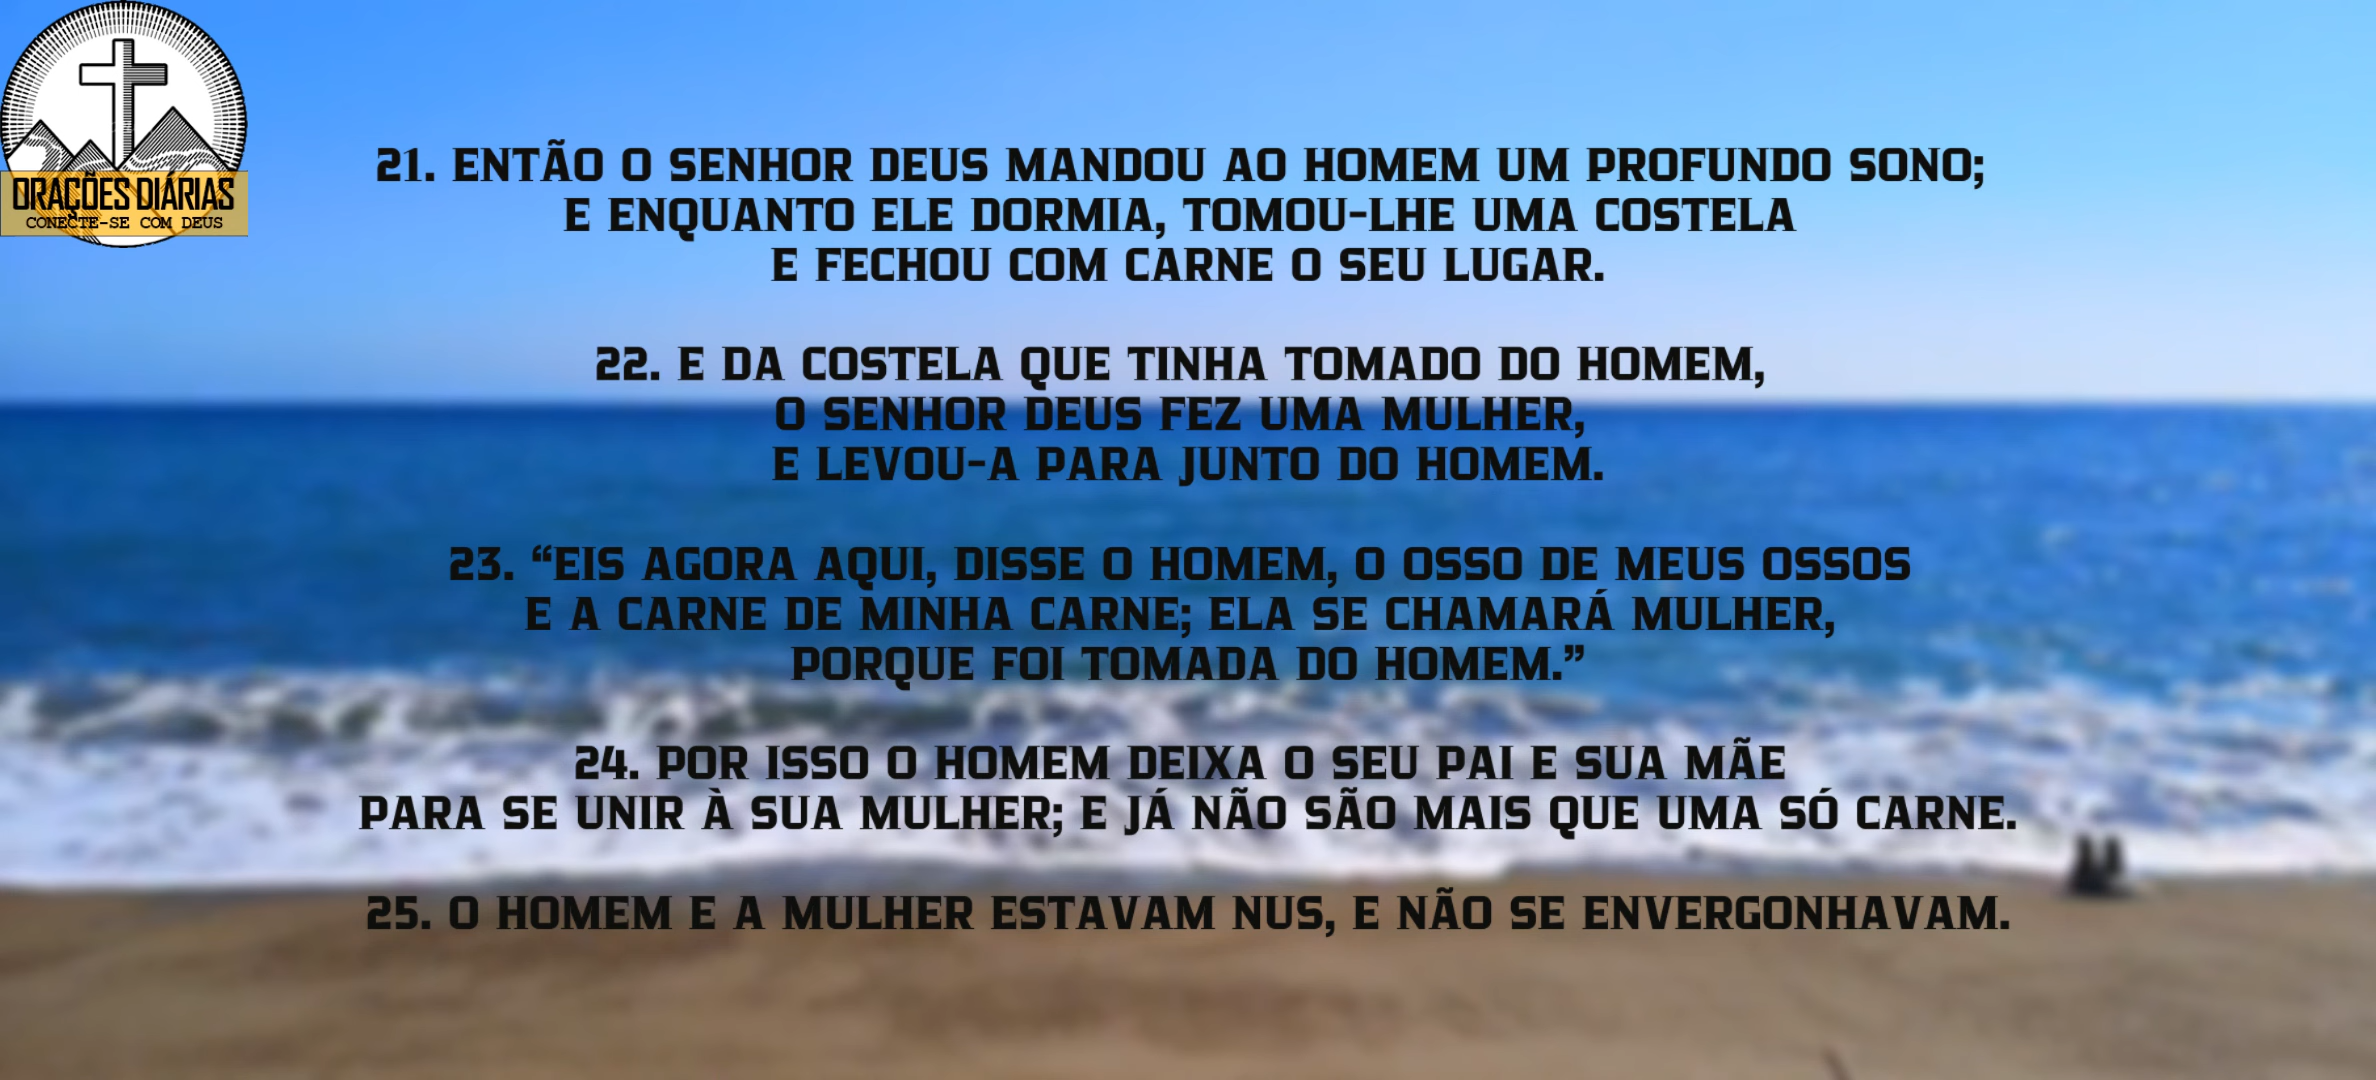 ORAÇÕES DIÁRIAS
CONECTE-SE COM DEUS
21. ENTÃO O SENHOR DEUS MANDOU AO HOMEM UM PROFUNDO SONO;
E ENQUANTO ELE DORMIA, TOMOU-LHE UMA COSTELA
E FECHOU COM CARNE O SEU LUGAR.
22. E DA COSTELA QUE TINHA TOMADO DO HOMEM,
O SENHOR DEUS FEZ UMA MULHER,
E LEVOU-A PARA JUNTO DO HOMEM.
23. “EIS AGORA AQUI, DISSE O HOMEM, O OSSO DE MEUS OSSOS
E A CARNE DE MINHA CARNE; ELA SE CHAMARÁ MULHER,
PORQUE FOI TOMADA DO HOMEM.”
24. POR ISSO O HOMEM DEIXA O SEU PAI E SUA MÃE
PARA SE UNIR À SUA MULHER; E JÁ NÃO SÃO MAIS QUE UMA SÓ CARNE.
25. O HOMEM E A MULHER ESTAVAM NUS, E NÃO SE ENVERGONHAVAM.